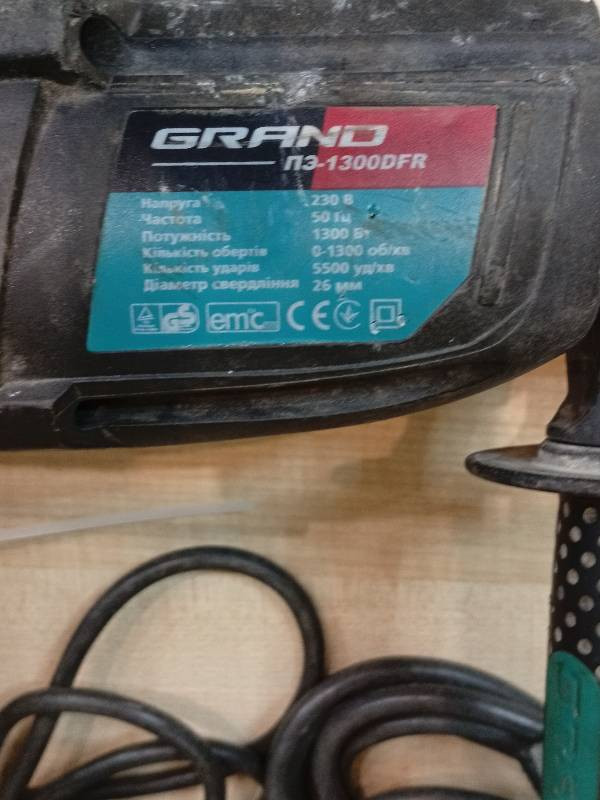 GRAND
ПЭ-1300DFR
Напруга 230 В
Частота 50 Гц
Потужність 1300 Вт
Кількість обертів 0-1300 об/хв
Кількість ударів 5500 уд/хв
Діаметр свердління 26 мм
GS emc CE